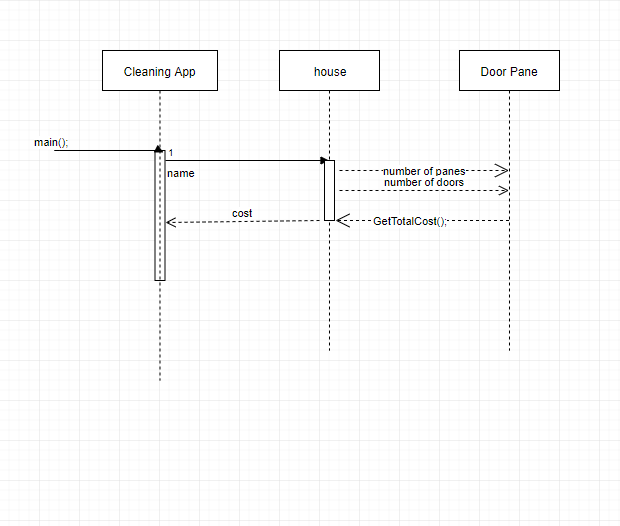 Cleaning App
house
Door Pane
main();
1
name
number of panes
number of doors
cost
GetTotalCost();